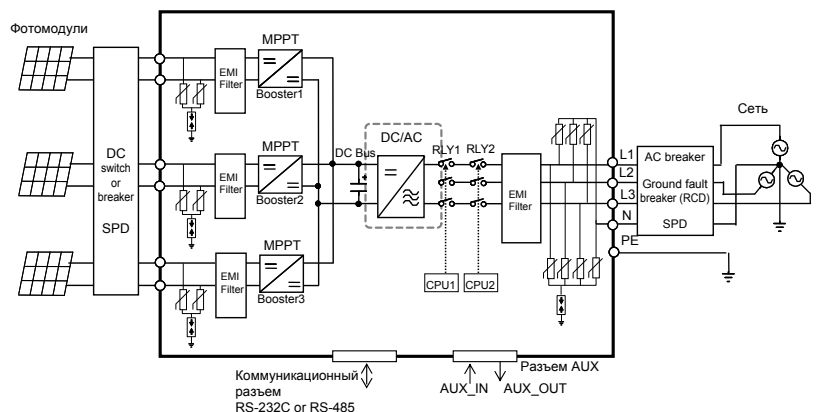 Фотомодули
DC
switch
or
breaker
SPD
EMI
Filter
MPPT
Booster1
EMI
Filter
MPPT
Booster2
EMI
Filter
MPPT
Booster3
DC Bus
+
DC/AC
RLY1
RLY2
CPU1
CPU2
EMI
Filter
L1
L2
L3
N
PE
AC breaker
Ground fault
breaker (RCD)
SPD
Сеть
Коммуникационный
разъем
RS-232C or RS-485
AUX_IN
AUX_OUT
Разъем AUX